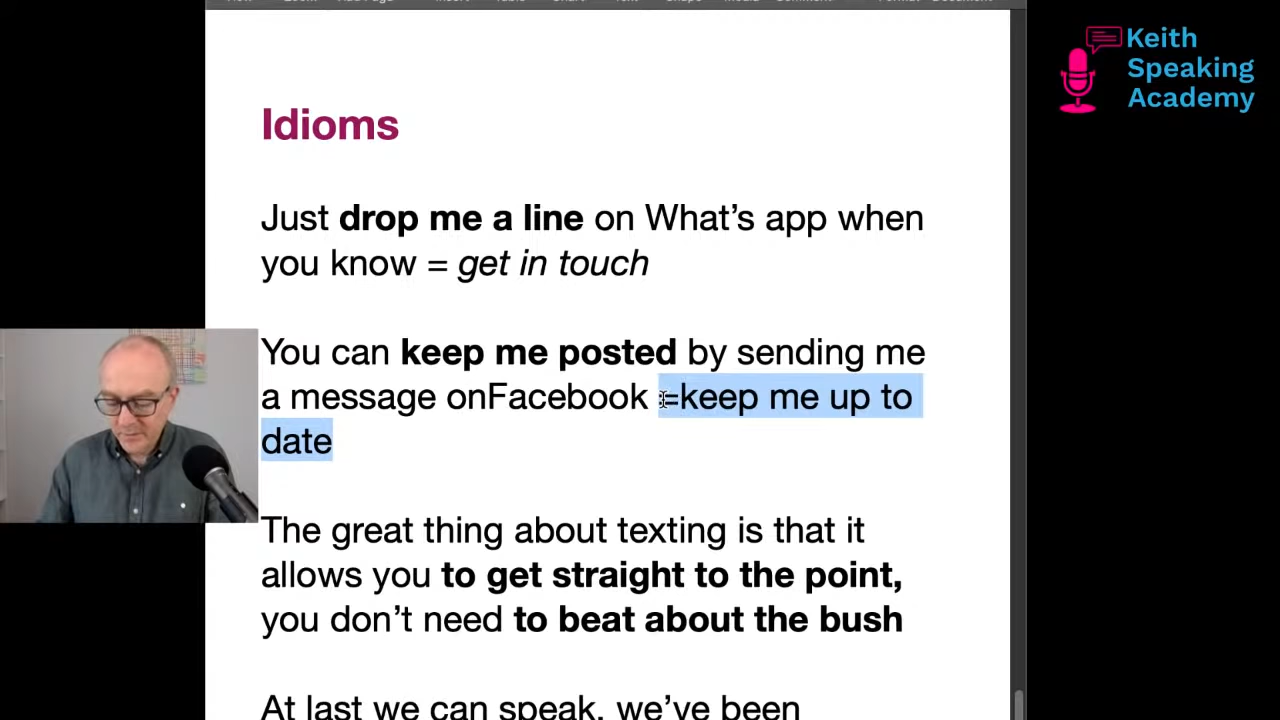 Keith
Speaking
Academy
Idioms
Just drop me a line on What's app when
you know = get in touch
You can keep me posted by sending me
a message onFacebook =keep me up to
date
The great thing about texting is that it
allows you to get straight to the point,
you don't need to beat about the bush
At last we can speak, we've been